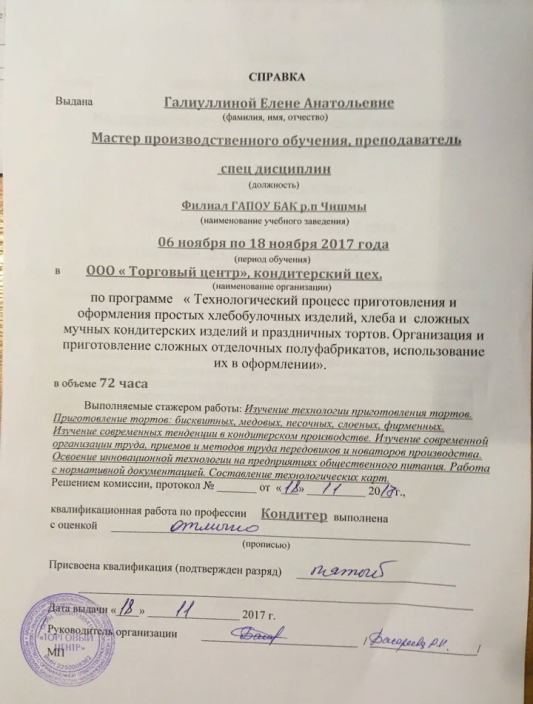 СПРАВКА
Выдана Галиуллиной Елене Анатольевне
(фамилия, имя, отчество)
Мастер производственного обучения, преподаватель
спец дисциплин
(должность)
Филиал ГАПОУ БАК р.п Чишмы
(наименование учебного заведения)
06 ноября по 18 ноября 2017 года
(период обучения)
в ООО « Торговый центр», кондитерский цех.
(наименование организации)
по программе « Технологический процесс приготовления и
оформления простых хлебобулочных изделий, хлеба и сложных
мучных кондитерских изделий и праздничных тортов. Организация и
приготовление сложных отделочных полуфабрикатов, использование
их в оформлении».
в объеме 72 часа
Выполняемые стажером работы: Изучение технологии приготовления тортов.
Приготовление тортов: бисквитных, медовых, песочных, слоеных, фирменных.
Изучение современных тенденции в кондитерском производстве. Изучение современной
организации труда, приемов и методов труда передовиков и новаторов производства.
Освоение инновационной технологии на предприятиях общественного питания. Работа
с нормативной документацией. Составление технологических карт.
Решением комиссии, протокол № ________ от «18» 11 2017г.,
квалификационная работа по профессии Кондитер выполнена
с оценкой отлично
(прописью)
Присвоена квалификация (подтвержден разряд) пятый
Дата выдачи «18» 11 2017 г.
Руководитель организации
МП
«ТОРГОВЫЙ
ЦЕНТР»